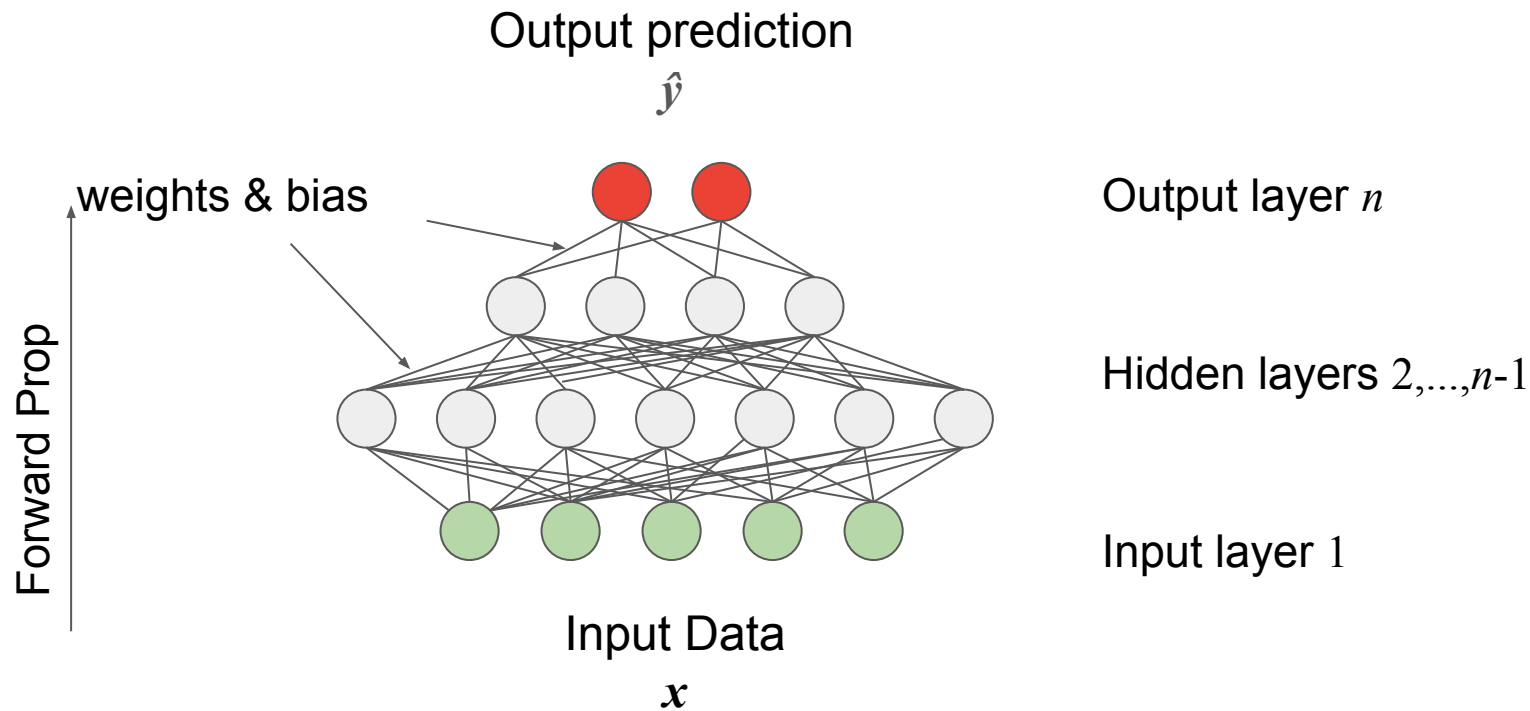 Output prediction
ŷ
weights & bias
Output layer n
Hidden layers 2,...,n-1
Forward Prop
Input layer 1
Input Data
x